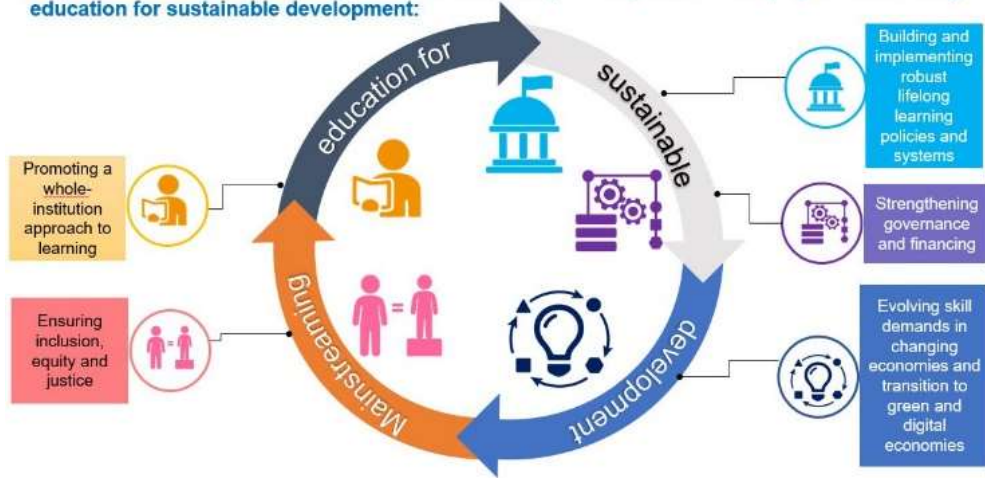 education for sustainable development:
Mainstreaming
education for
sustainable
development
Promoting a
whole-
institution
approach to
learning
Ensuring
inclusion,
equity and
justice
Building and
implementing
robust
lifelong
learning
policies and
systems
Strengthening
governance
and financing
Evolving skill
demands in
changing
economies and
transition to
green and
digital
economies